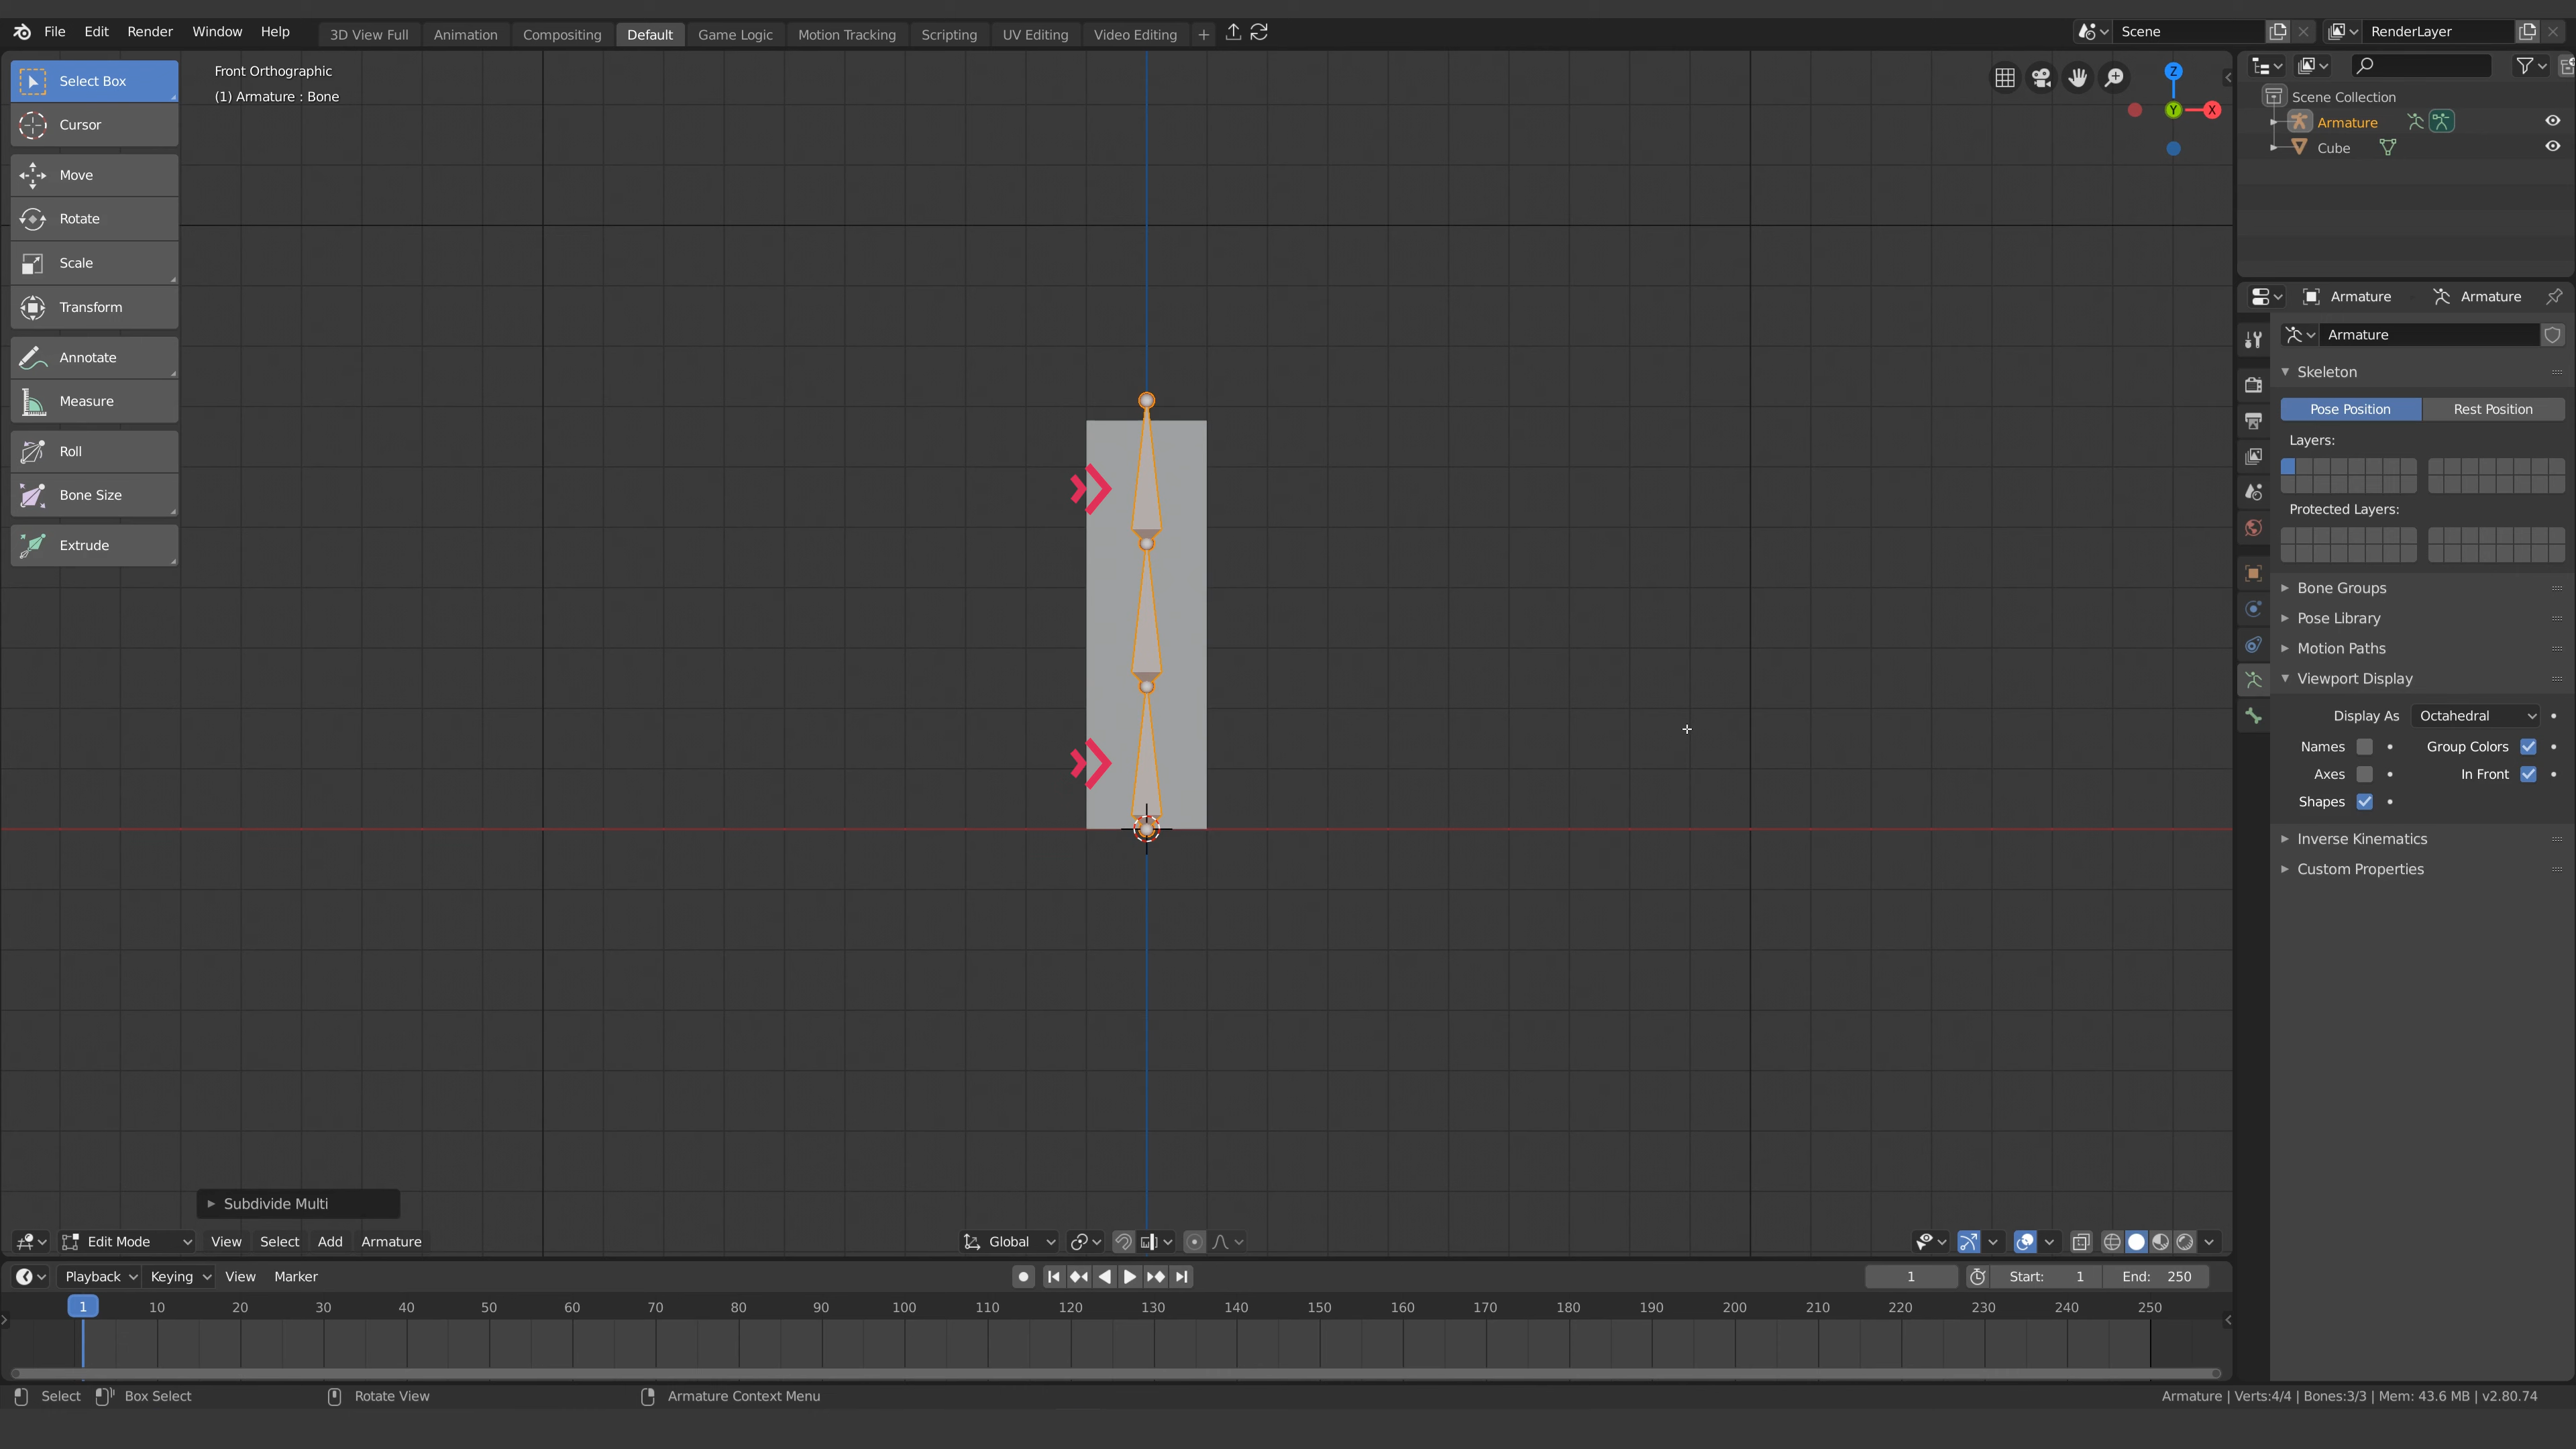 File Edit Render Window Help 3D View Full Animation Compositing Default Game Logic Motion Tracking Scripting UV Editing Video Editing + Scene RenderLayer
Select Box
Cursor
Move
Rotate
Scale
Transform
Annotate
Measure
Roll
Bone Size
Extrude
Front Orthographic
(1) Armature : Bone
Z
Y X
Scene Collection
Armature
Cube
Armature Armature
Armature
Skeleton
Pose Position Rest Position
Layers:
Protected Layers:
Bone Groups
Pose Library
Motion Paths
Viewport Display
Display As Octahedral
Names Group Colors
Axes In Front
Shapes
Inverse Kinematics
Custom Properties
Subdivide Multi
Edit Mode View Select Add Armature Global
Playback Keying View Marker 1 Start: 1 End: 250
1 10 20 30 40 50 60 70 80 90 100 110 120 130 140 150 160 170 180 190 200 210 220 230 240 250
Select Box Select Rotate View Armature Context Menu Armature | Verts:4/4 | Bones:3/3 | Mem: 43.6 MB | v2.80.74